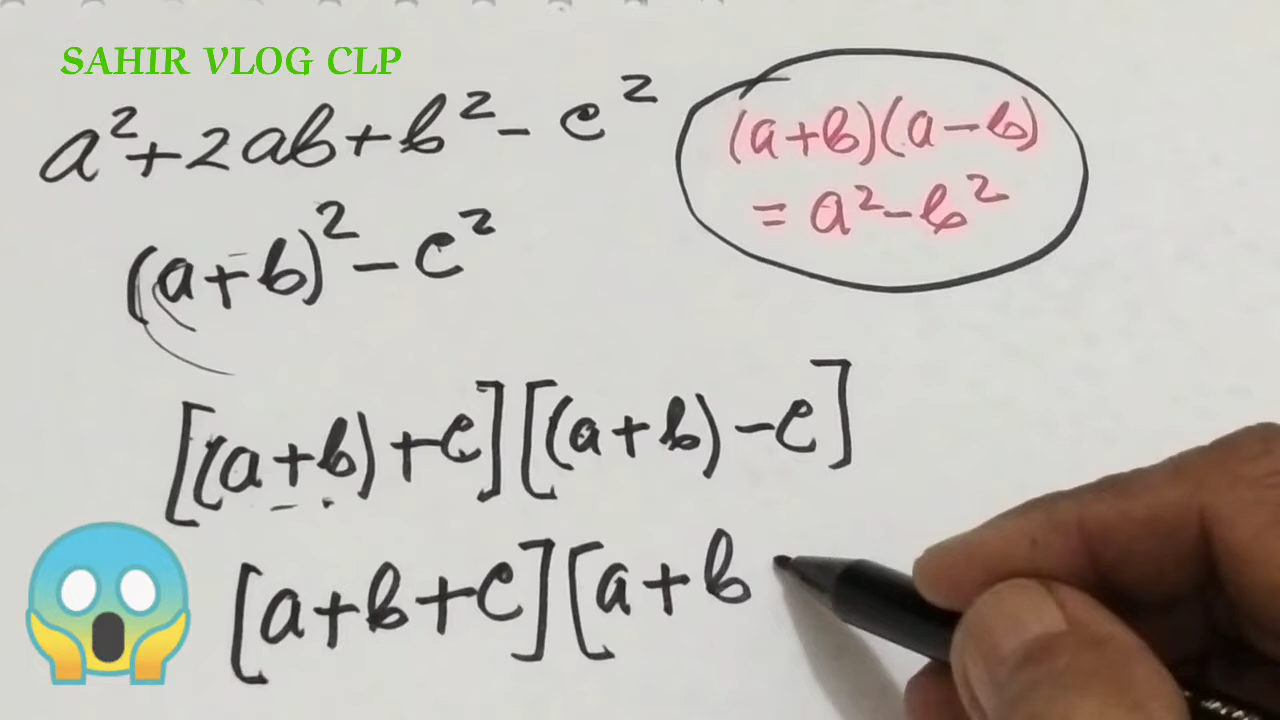 SAHIR VLOG CLP
a²+2ab+b²-c²
(a+b)(a-b)
=a²-b²
(a+b)²-c²
[(a+b)+c][(a+b)-c]
[a+b+c][a+b